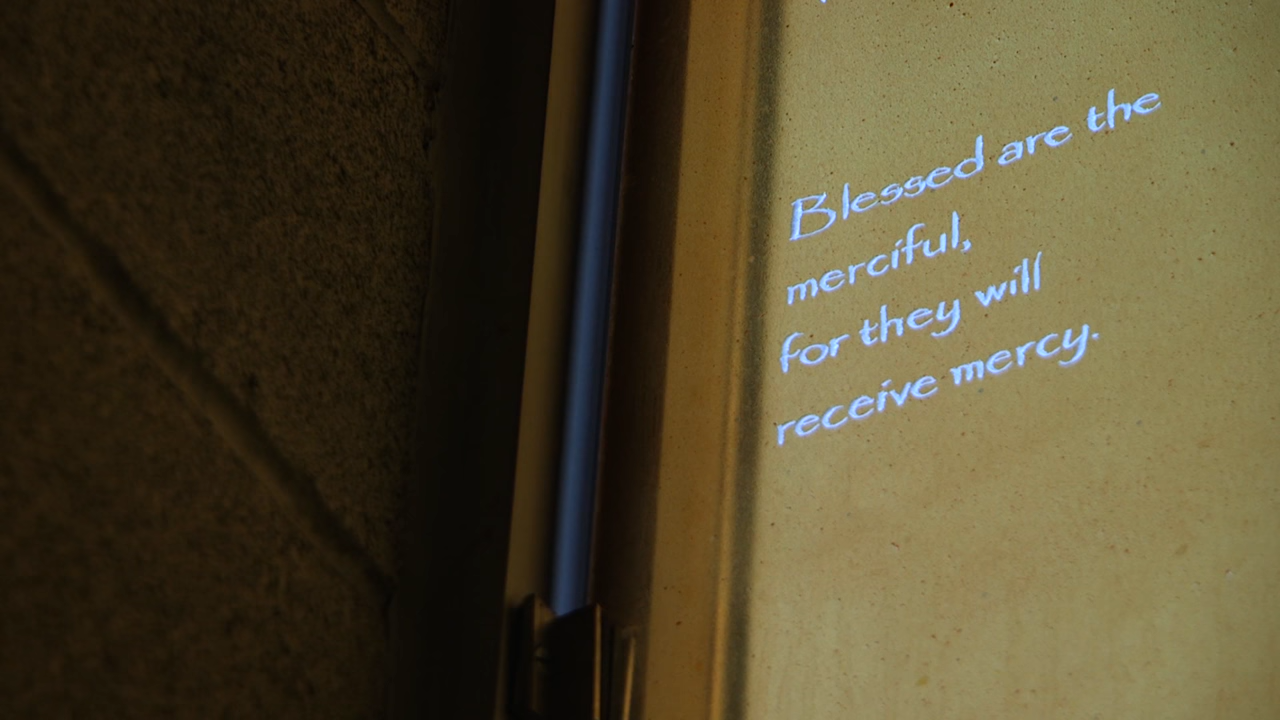 Blessed are the
merciful,
for they will
receive mercy.